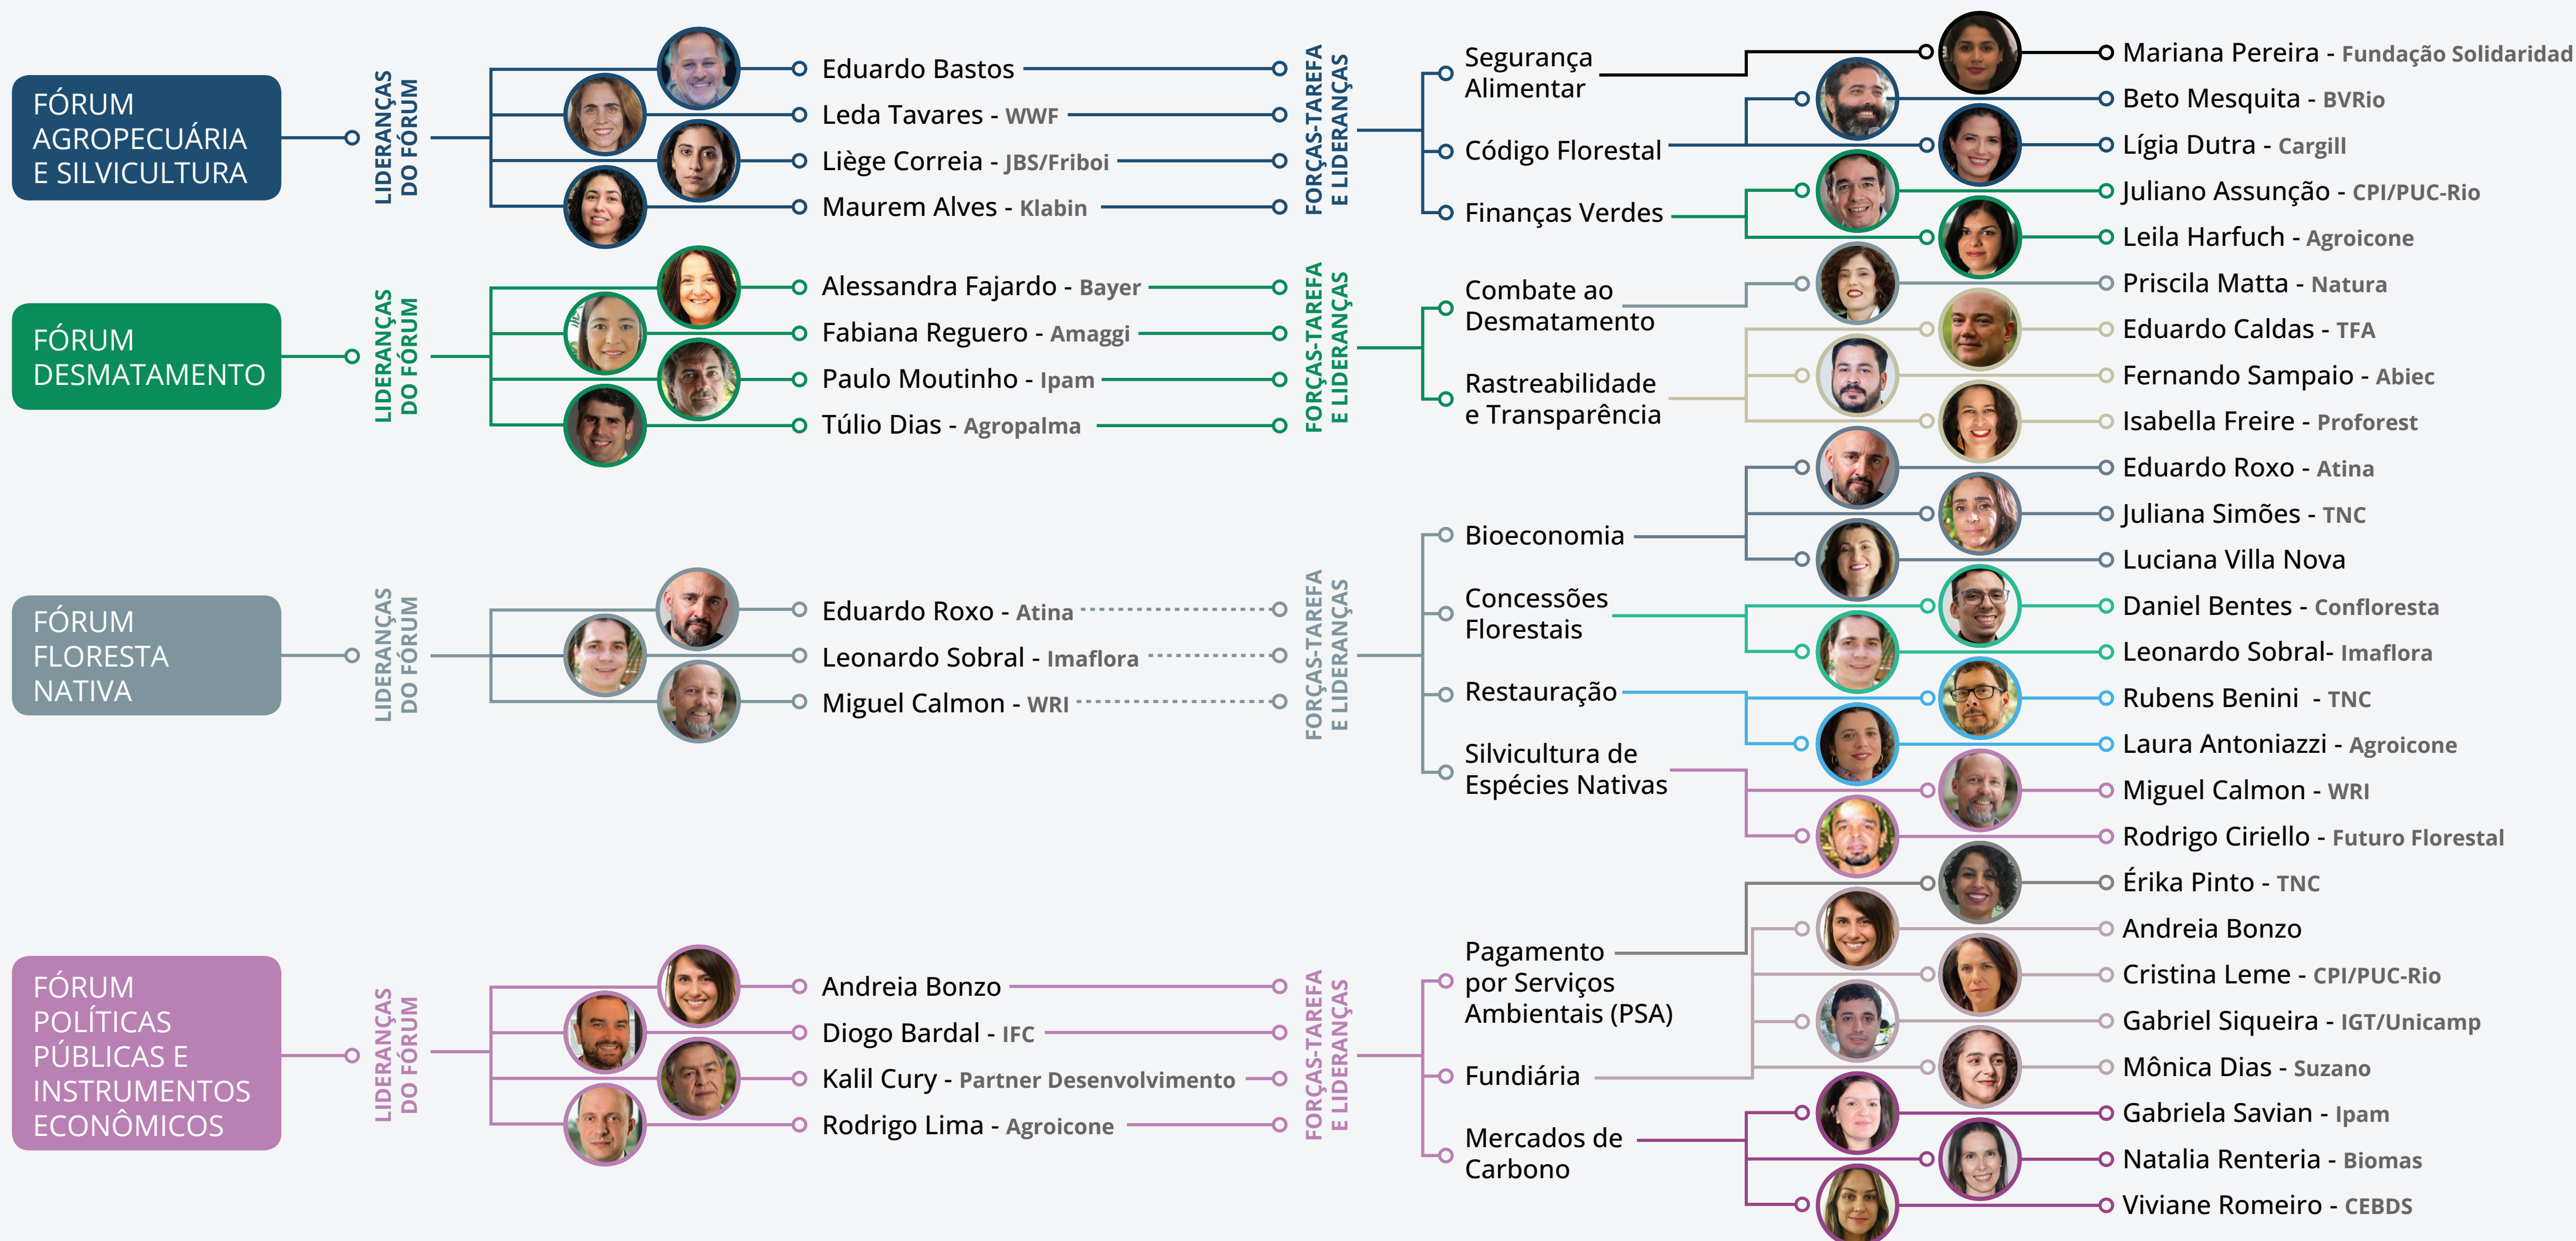 FÓRUM
AGROPECUÁRIA
E SILVICULTURA
LIDERANÇAS
DO FÓRUM
Eduardo Bastos
Leda Tavares - WWF
Liège Correia - JBS/Friboi
Maurem Alves - Klabin
FORÇAS-TAREFA
E LIDERANÇAS
Segurança
Alimentar
Mariana Pereira - Fundação Solidaridad
Código Florestal
Beto Mesquita - BVRio
Lígia Dutra - Cargill
Finanças Verdes
Juliano Assunção - CPI/PUC-Rio
Leila Harfuch - Agroicone
FÓRUM
DESMATAMENTO
LIDERANÇAS
DO FÓRUM
Alessandra Fajardo - Bayer
Fabiana Reguero - Amaggi
Paulo Moutinho - Ipam
Túlio Dias - Agropalma
FORÇAS-TAREFA
E LIDERANÇAS
Combate ao
Desmatamento
Priscila Matta - Natura
Rastreabilidade
e Transparência
Eduardo Caldas - TFA
Fernando Sampaio - Abiec
Isabella Freire - Proforest
FÓRUM
FLORESTA
NATIVA
LIDERANÇAS
DO FÓRUM
Eduardo Roxo - Atina
Leonardo Sobral - Imaflora
Miguel Calmon - WRI
FORÇAS-TAREFA
E LIDERANÇAS
Bioeconomia
Eduardo Roxo - Atina
Juliana Simões - TNC
Luciana Villa Nova
Concessões
Florestais
Daniel Bentes - Confloresta
Leonardo Sobral- Imaflora
Restauração
Rubens Benini - TNC
Laura Antoniazzi - Agroicone
Silvicultura de
Espécies Nativas
Miguel Calmon - WRI
Rodrigo Ciriello - Futuro Florestal
FÓRUM
POLÍTICAS
PÚBLICAS E
INSTRUMENTOS
ECONÔMICOS
LIDERANÇAS
DO FÓRUM
Andreia Bonzo
Diogo Bardal - IFC
Kalil Cury - Partner Desenvolvimento
Rodrigo Lima - Agroicone
FORÇAS-TAREFA
E LIDERANÇAS
Pagamento
por Serviços
Ambientais (PSA)
Érika Pinto - TNC
Fundiária
Andreia Bonzo
Cristina Leme - CPI/PUC-Rio
Gabriel Siqueira - IGT/Unicamp
Mônica Dias - Suzano
Mercados de
Carbono
Gabriela Savian - Ipam
Natalia Renteria - Biomas
Viviane Romeiro - CEBDS